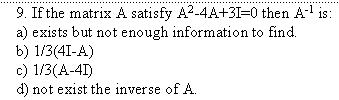 9. If the matrix A satisfy A²-4A+3I=0 then A⁻¹ is:
a) exists but not enough information to find.
b) 1/3(4I-A)
c) 1/3(A-4I)
d) not exist the inverse of A.